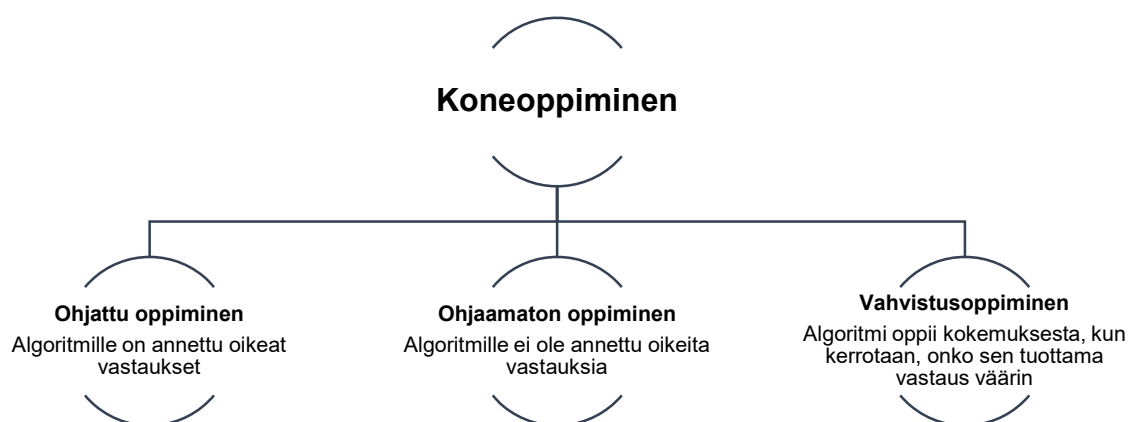 Koneoppiminen
Ohjattu oppiminen
Algoritmille on annettu oikeat
vastaukset
Ohjaamaton oppiminen
Algoritmille ei ole annettu oikeita
vastauksia
Vahvistusoppiminen
Algoritmi oppii kokemuksesta, kun
kerrotaan, onko sen tuottama
vastaus väärin